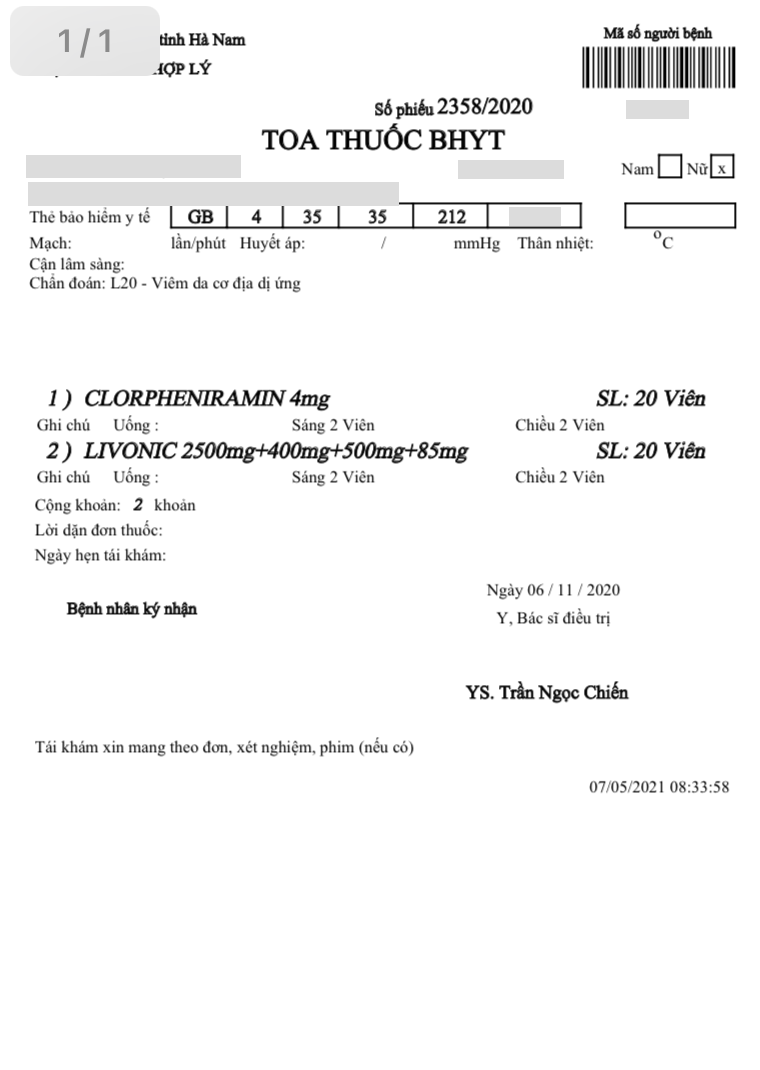 1/1
tỉnh Hà Nam
HỢP LÝ
Mã số người bệnh
Số phiếu 2358/2020
TOA THUỐC BHYT
Nam Nữ x
Thẻ bảo hiểm y tế GB 4 35 35 212
Mạch: lần/phút Huyết áp: / mmHg Thân nhiệt: ºC
Cận lâm sàng:
Chẩn đoán: L20 - Viêm da cơ địa dị ứng
1 ) CLORPHENIRAMIN 4mg SL: 20 Viên
Ghi chú Uống : Sáng 2 Viên Chiều 2 Viên
2 ) LIVONIC 2500mg+400mg+500mg+85mg SL: 20 Viên
Ghi chú Uống : Sáng 2 Viên Chiều 2 Viên
Cộng khoản: 2 khoản
Lời dặn đơn thuốc:
Ngày hẹn tái khám:
Ngày 06 / 11 / 2020
Bệnh nhân ký nhận
Y, Bác sĩ điều trị
YS. Trần Ngọc Chiến
Tái khám xin mang theo đơn, xét nghiệm, phim (nếu có)
07/05/2021 08:33:58